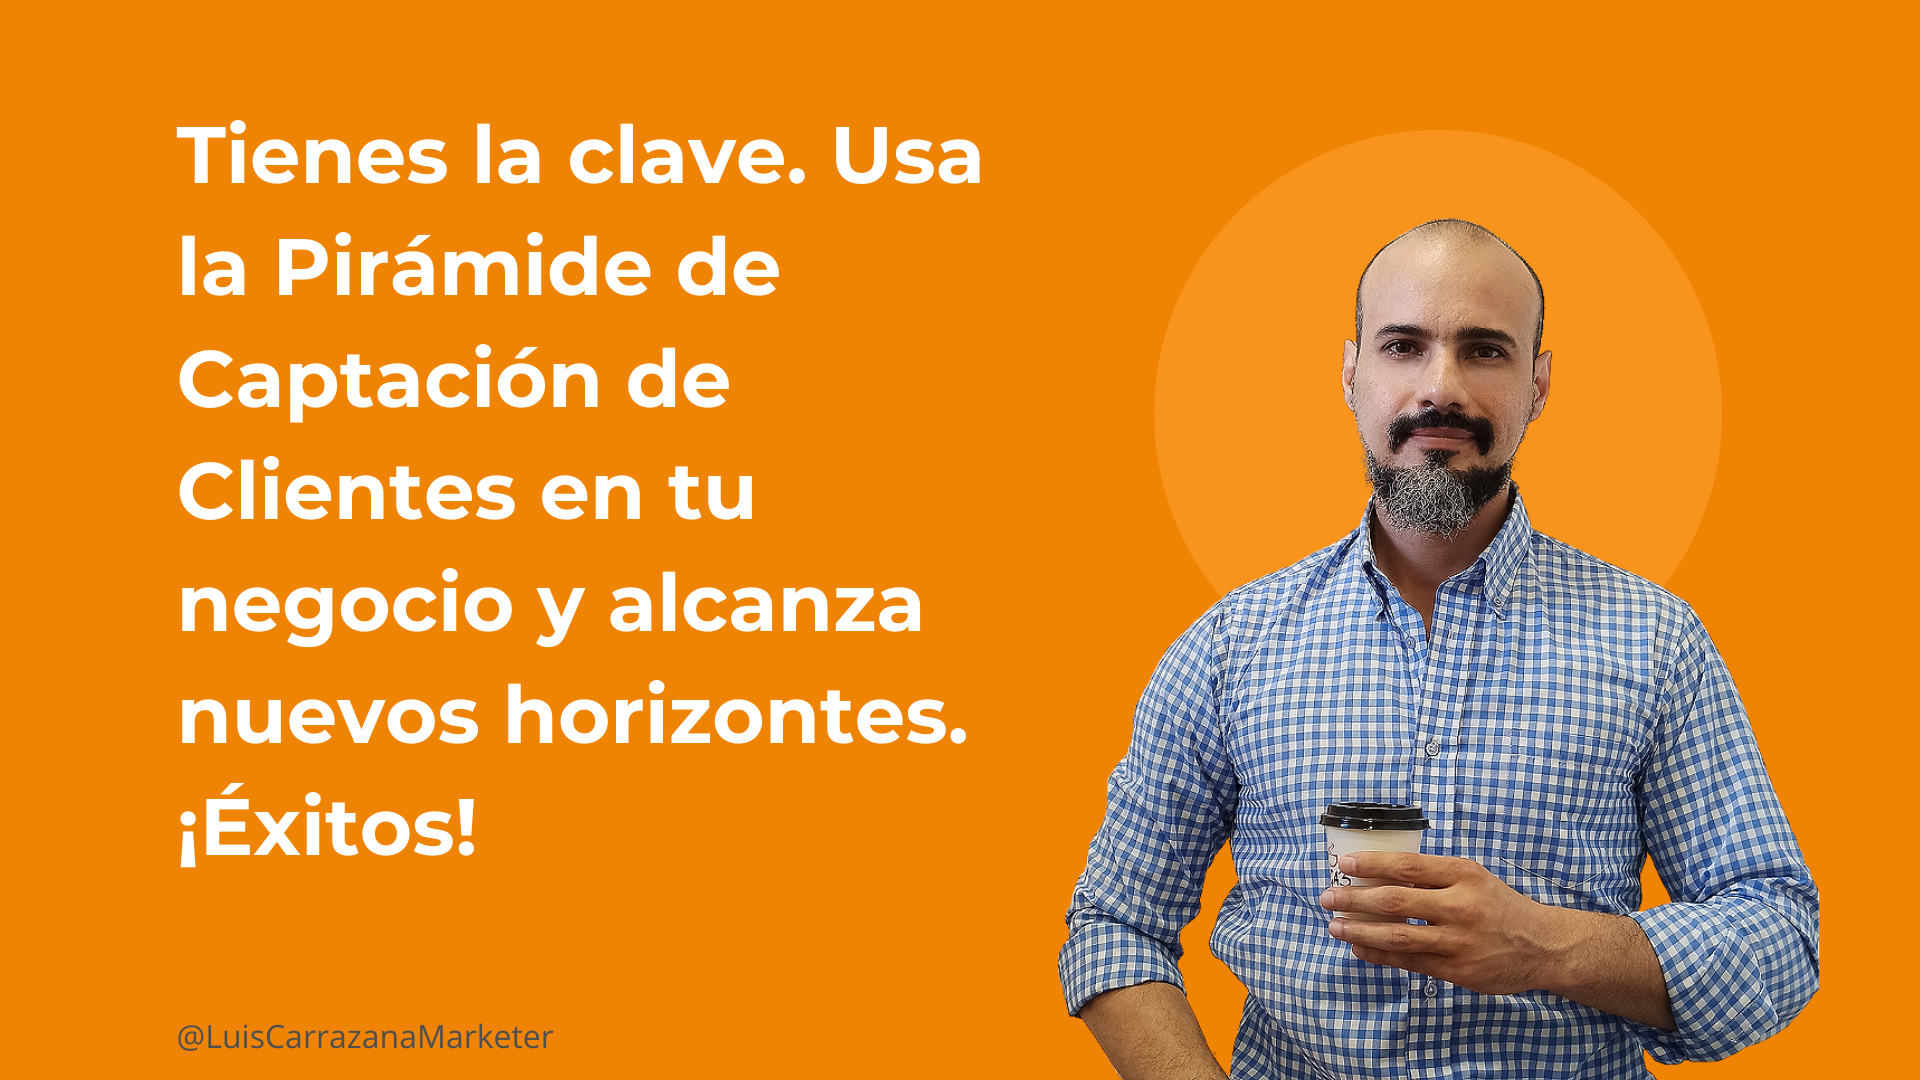 Tienes la clave. Usa
la Pirámide de
Captación de
Clientes en tu
negocio y alcanza
nuevos horizontes.
¡Éxitos!
@LuisCarrazanaMarketer